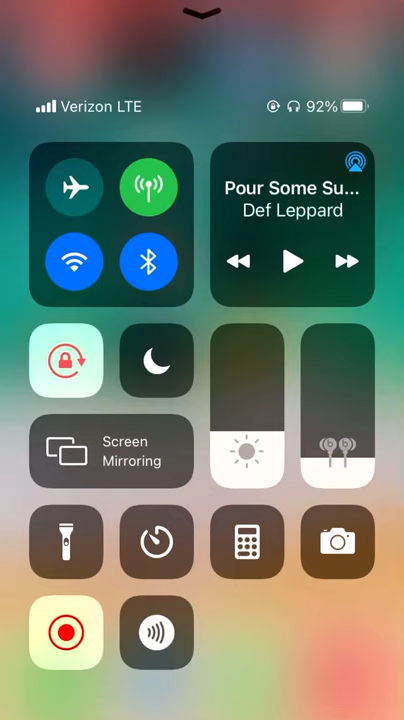 Verizon LTE
92%
Pour Some Su...
Def Leppard
Screen
Mirroring